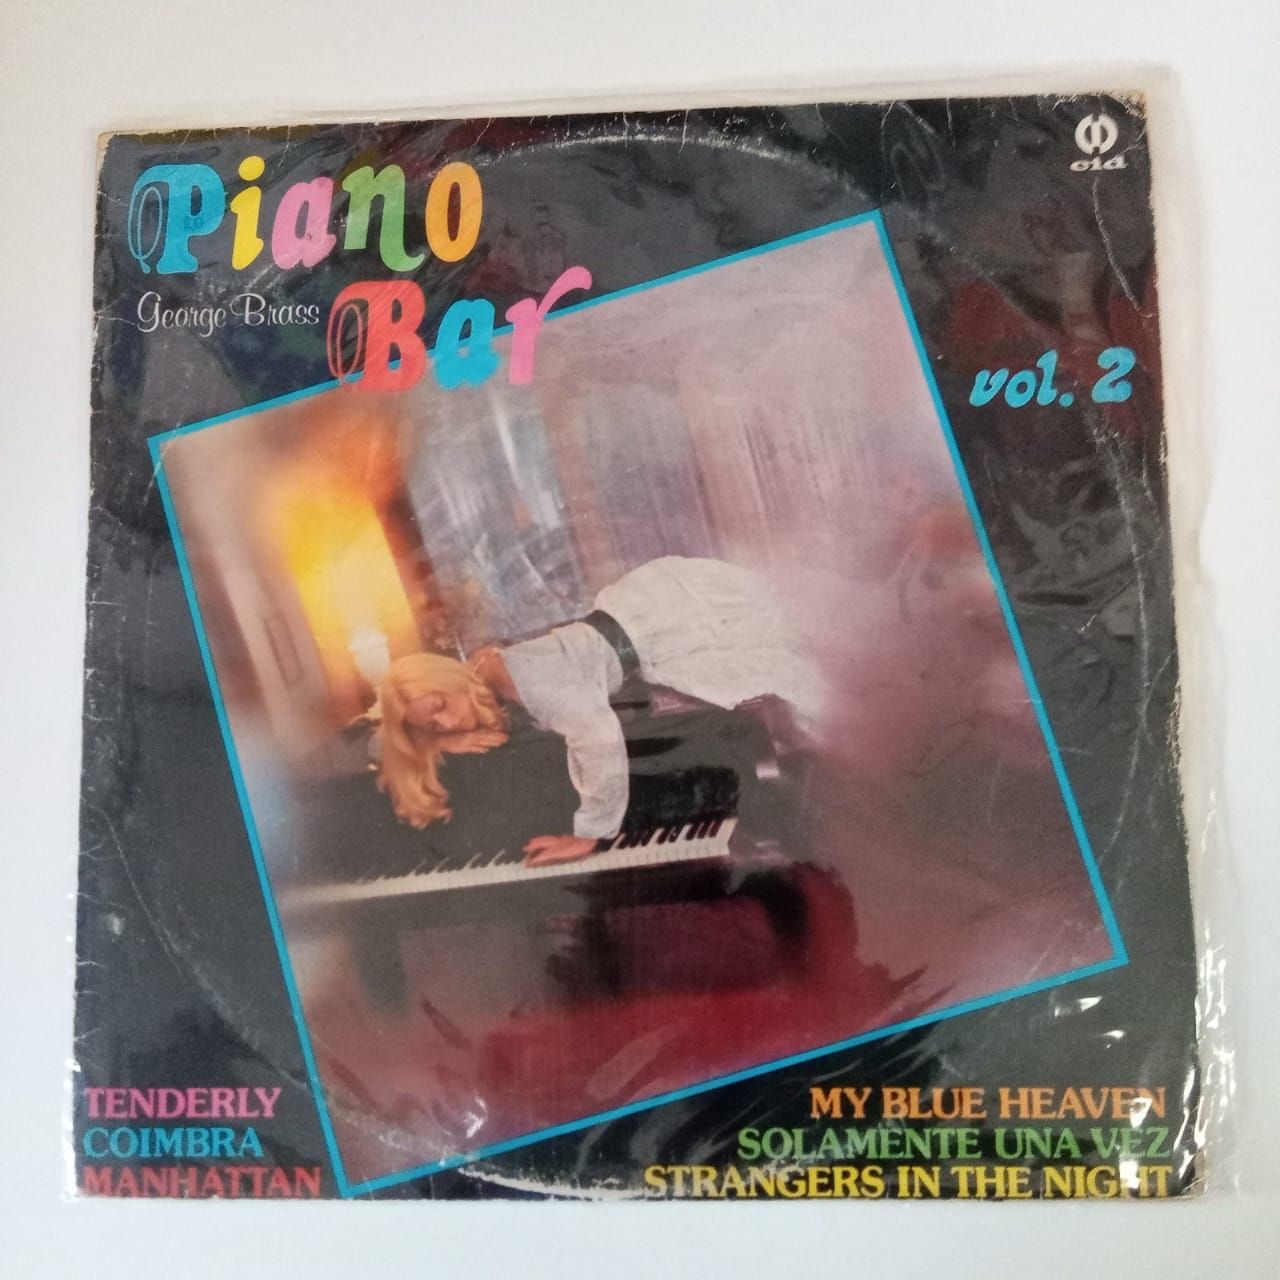 Piano
cid
George Brass
Bar
vol. 2
TENDERLY
COIMBRA
MANHATTAN
MY BLUE HEAVEN
SOLAMENTE UNA VEZ
STRANGERS IN THE NIGHT